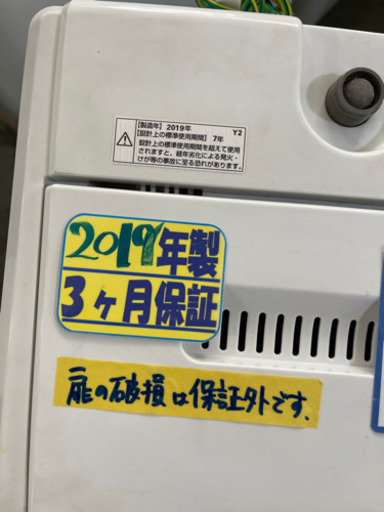 【製造年】2019年 Y2
【設計上の標準使用期間】7年
設計上の標準使用期間を超えて使用
されますと、経年劣化による発火・
けが等の事故に至る恐れがあります。
2019年製
3ヶ月保証
扉の破損は保証外です、